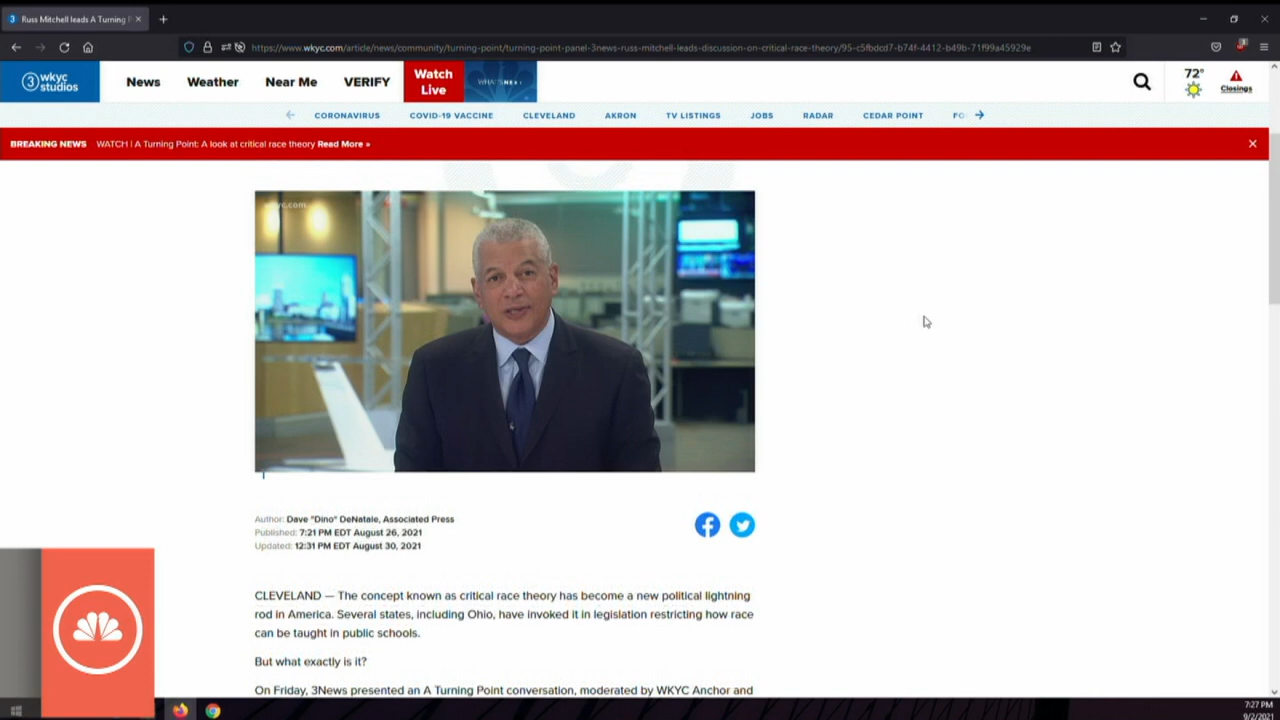 3 Russ Mitchell leads A Turning P
https://www.wkyc.com/article/news/community/turning-point/turning-point-panel-3news-russ-mitchell-leads-discussion-on-critical-race-theory/95-c5fbdcd7-b74f-4412-b49b-71f99a45929e
3 wkyc studios
News
Weather
Near Me
VERIFY
Watch Live
WHAT'S NEXT
72°
Closings
CORONAVIRUS
COVID-19 VACCINE
CLEVELAND
AKRON
TV LISTINGS
JOBS
RADAR
CEDAR POINT
FO
BREAKING NEWS WATCH | A Turning Point: A look at critical race theory Read More »
yc.com
Author: Dave "Dino" DeNatale, Associated Press
Published: 7:21 PM EDT August 26, 2021
Updated: 12:31 PM EDT August 30, 2021
CLEVELAND — The concept known as critical race theory has become a new political lightning
rod in America. Several states, including Ohio, have invoked it in legislation restricting how race
can be taught in public schools.
But what exactly is it?
On Friday, 3News presented an A Turning Point conversation, moderated by WKYC Anchor and
7:27 PM
9/2/2021